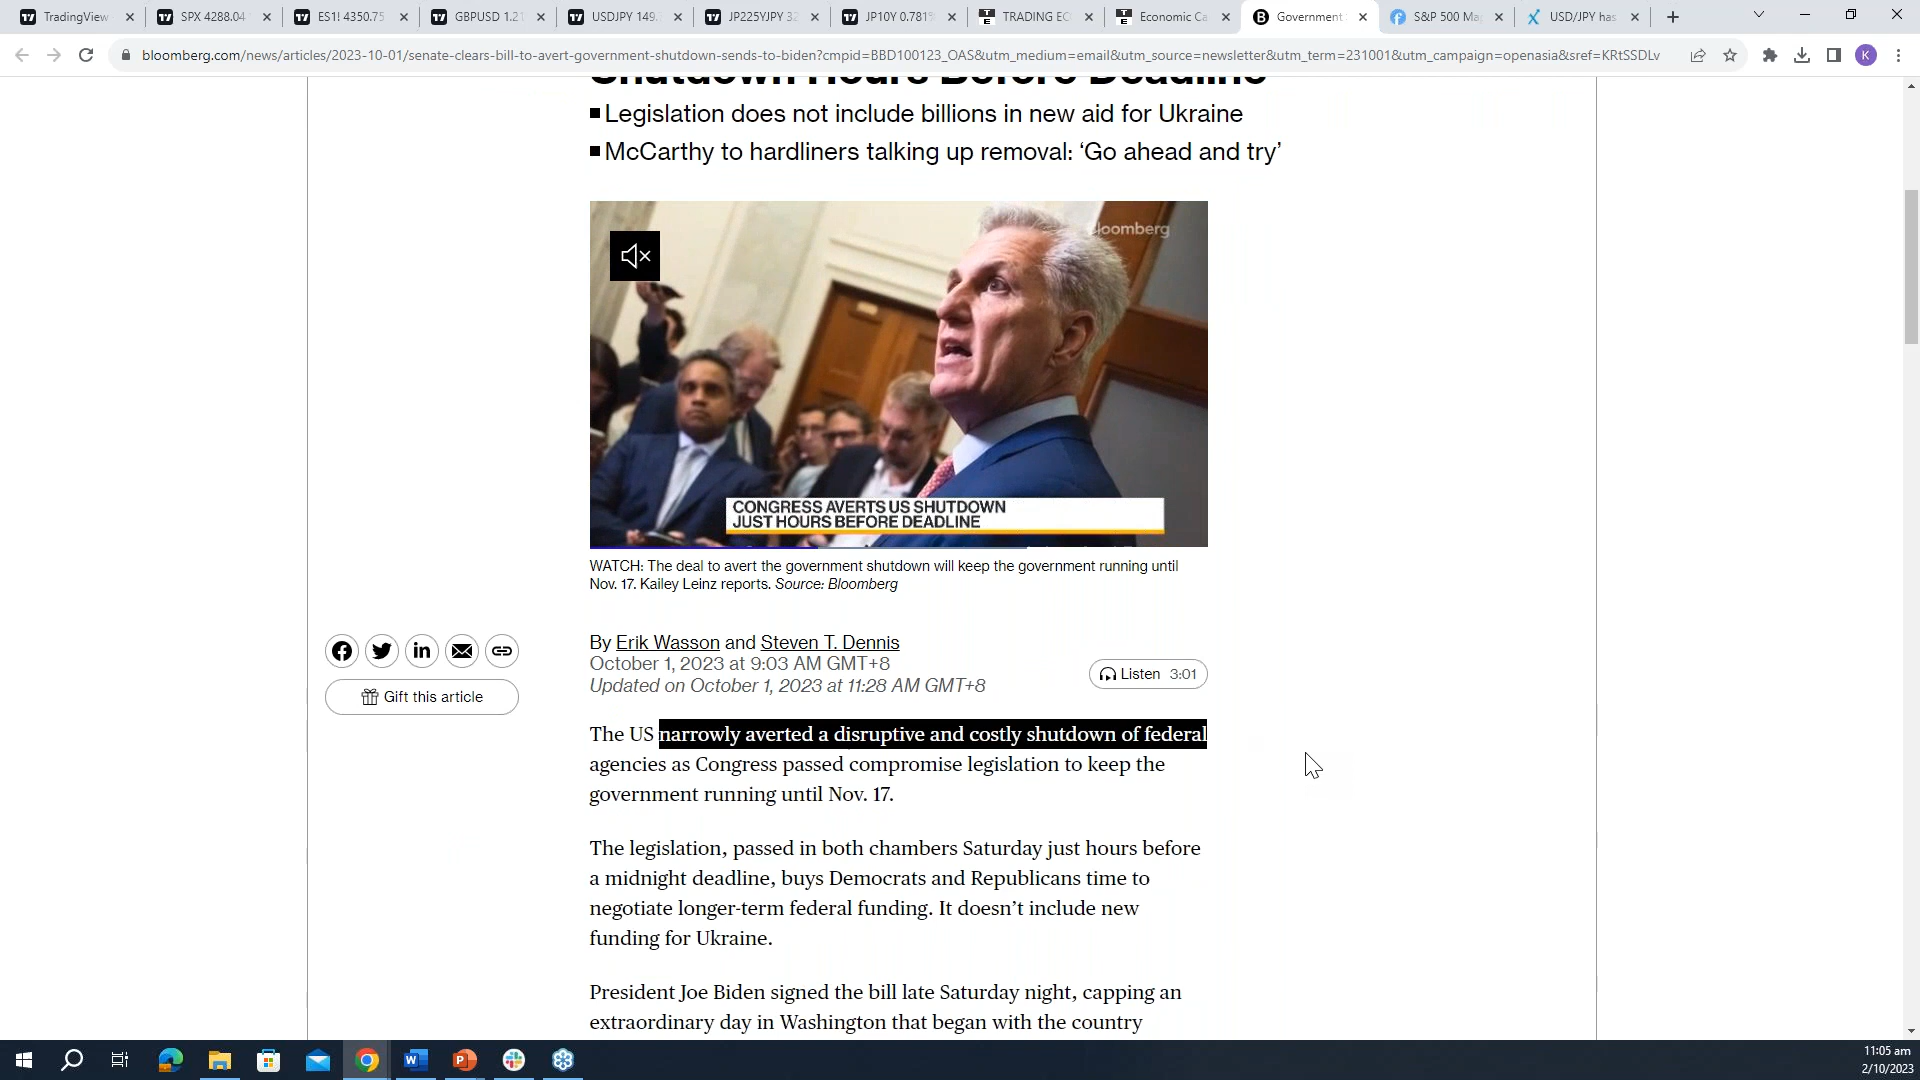 TradingView
SPX 4288.04
ES1! 4350.75
GBPUSD 1.21
USDJPY 149.
JP225YJPY 32
JP10Y 0.781%
TRADING EC
Economic Ca
Government
S&P 500 Ma
USD/JPY has
bloomberg.com/news/articles/2023-10-01/senate-clears-bill-to-avert-government-shutdown-sends-to-biden?cmpid=BBD100123_OAS&utm_medium=email&utm_source=newsletter&utm_term=231001&utm_campaign=openasia&sref=KRtSSDLv
K
Shutdown Hours Before Deadline
Legislation does not include billions in new aid for Ukraine
McCarthy to hardliners talking up removal: ‘Go ahead and try’
Bloomberg
CONGRESS AVERTS US SHUTDOWN
JUST HOURS BEFORE DEADLINE
WATCH: The deal to avert the government shutdown will keep the government running until
Nov. 17. Kailey Leinz reports. Source: Bloomberg
By Erik Wasson and Steven T. Dennis
October 1, 2023 at 9:03 AM GMT+8
Updated on October 1, 2023 at 11:28 AM GMT+8
Listen 3:01
Gift this article
The US narrowly averted a disruptive and costly shutdown of federal
agencies as Congress passed compromise legislation to keep the
government running until Nov. 17.
The legislation, passed in both chambers Saturday just hours before
a midnight deadline, buys Democrats and Republicans time to
negotiate longer-term federal funding. It doesn’t include new
funding for Ukraine.
President Joe Biden signed the bill late Saturday night, capping an
extraordinary day in Washington that began with the country
11:05 am
2/10/2023